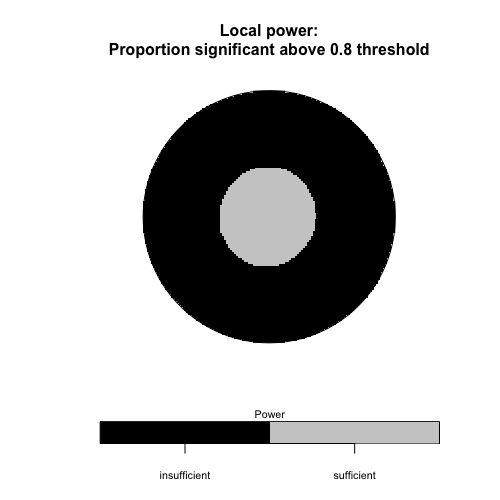 Local power:
Proportion significant above 0.8 threshold
Power
insufficient
sufficient